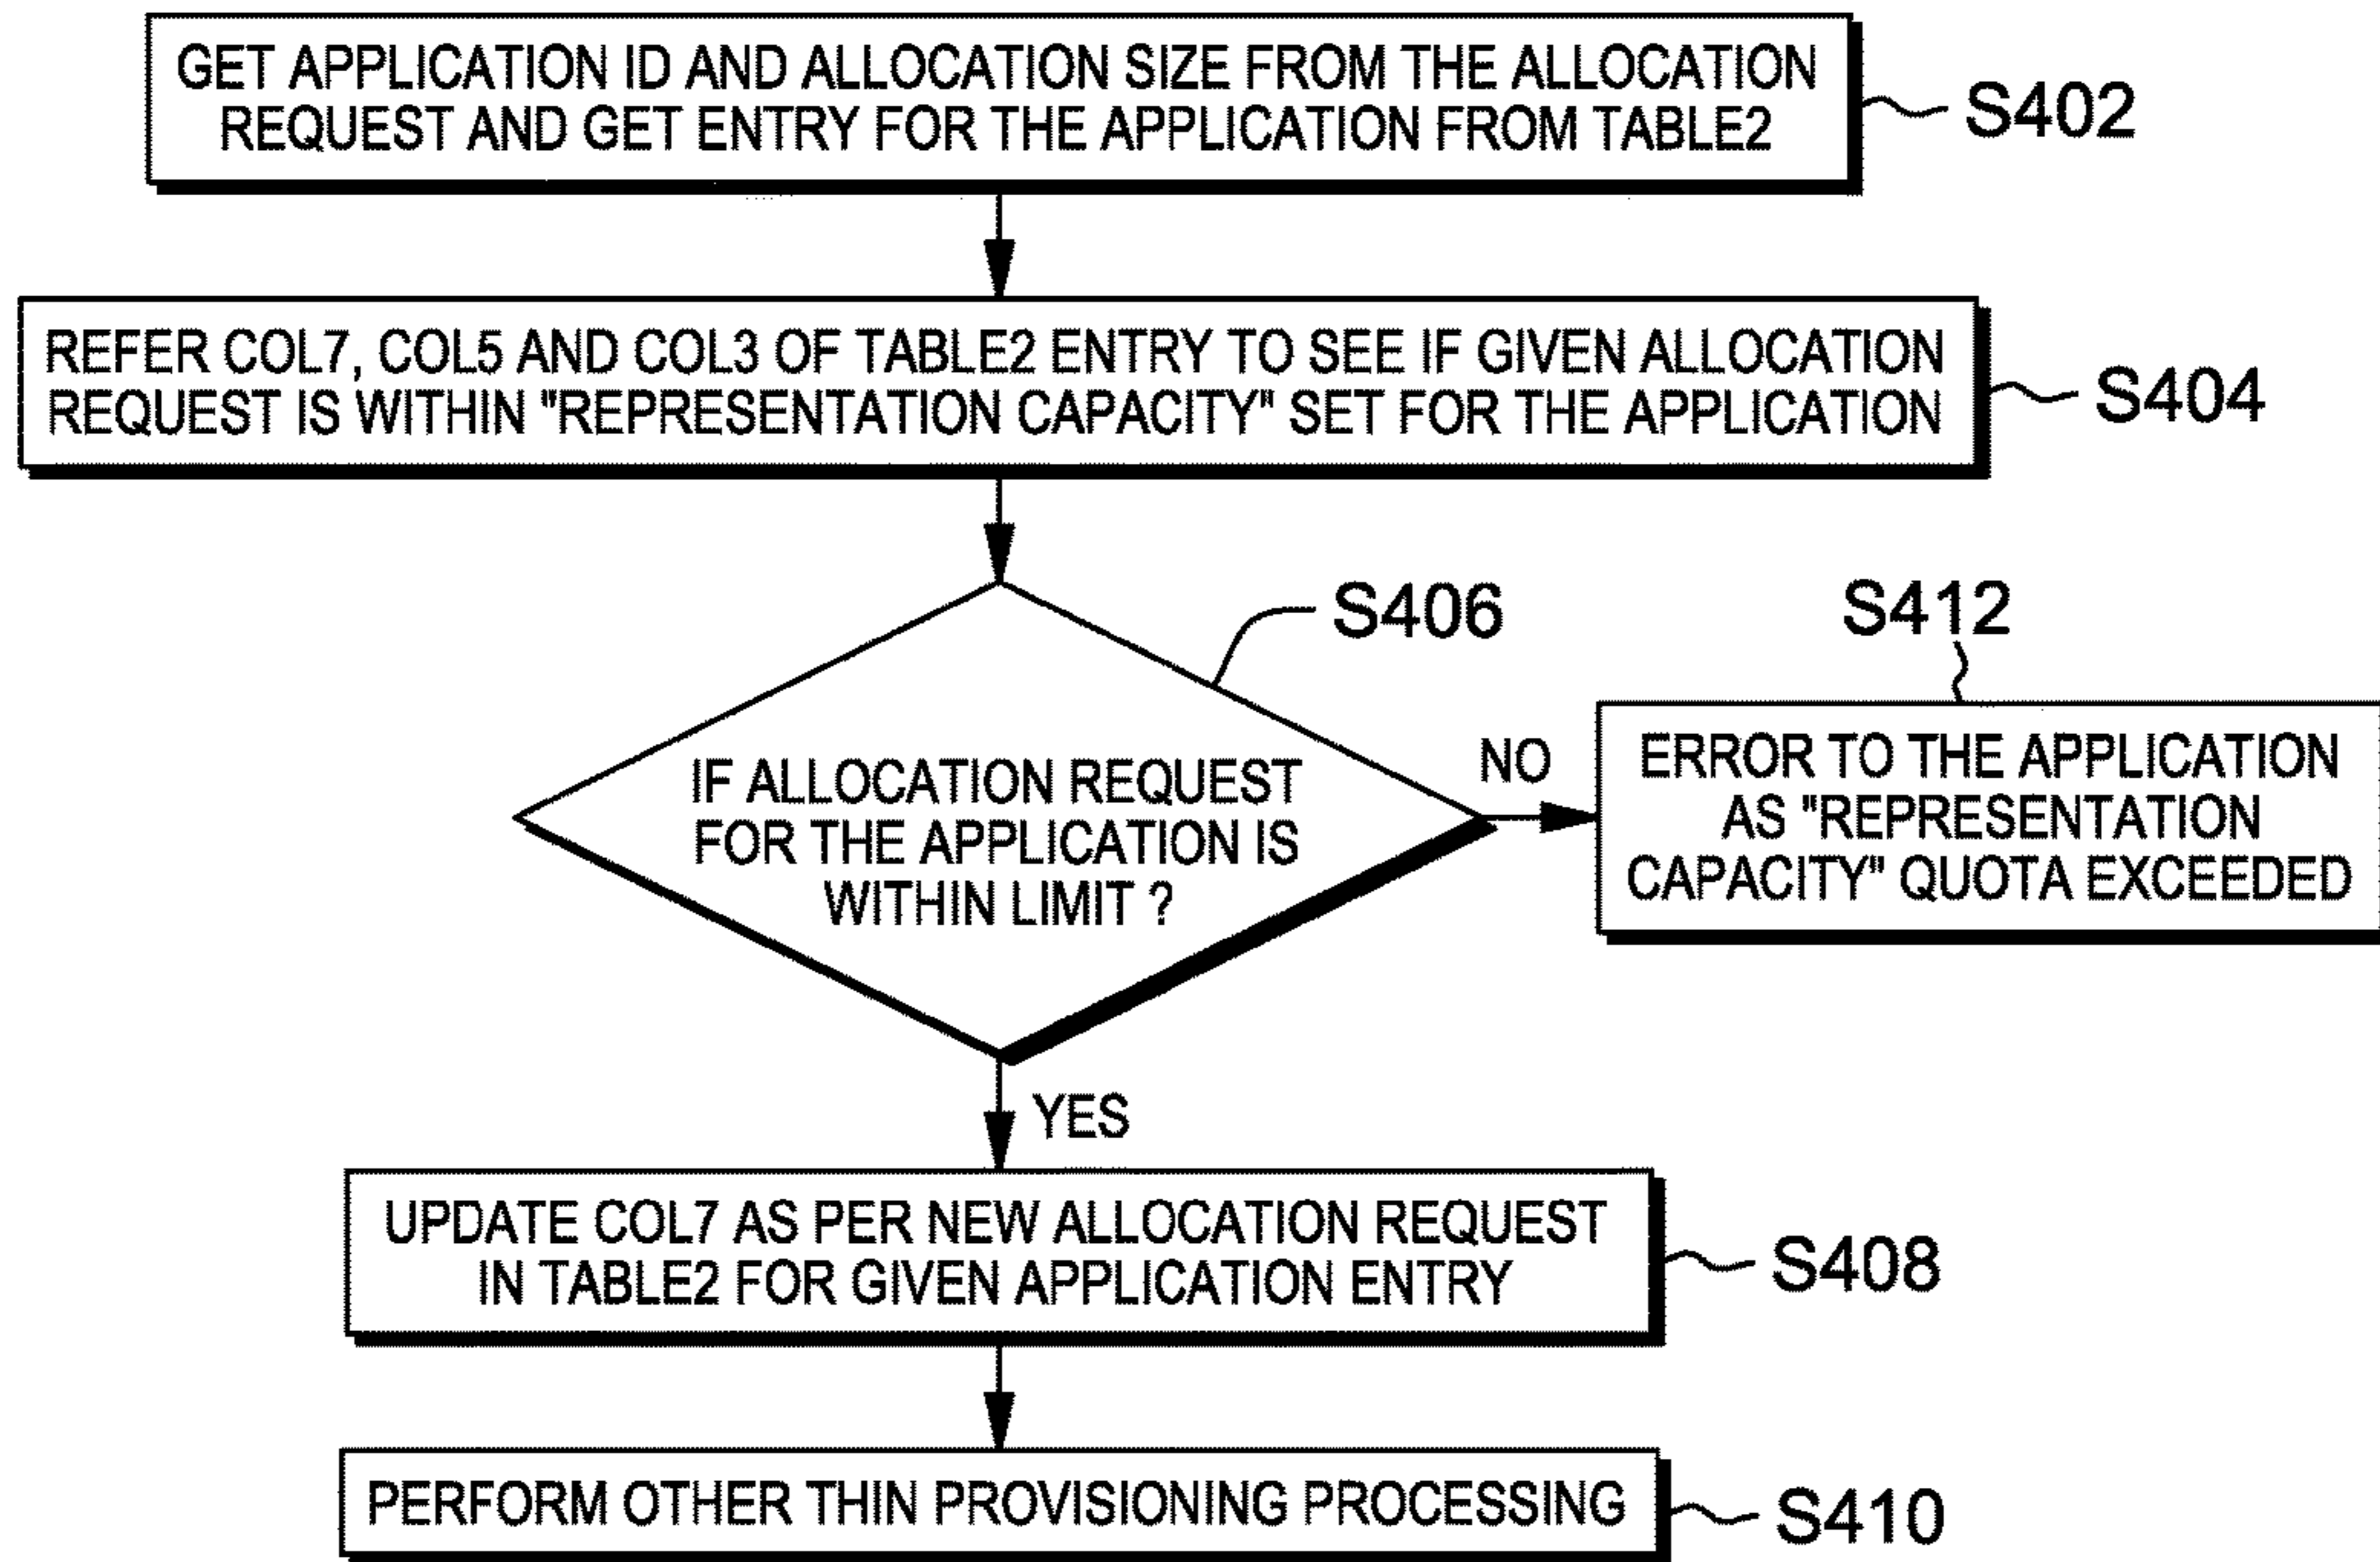 GET APPLICATION ID AND ALLOCATION SIZE FROM THE ALLOCATION
REQUEST AND GET ENTRY FOR THE APPLICATION FROM TABLE2
S402
REFER COL7, COL5 AND COL3 OF TABLE2 ENTRY TO SEE IF GIVEN ALLOCATION
REQUEST IS WITHIN "REPRESENTATION CAPACITY" SET FOR THE APPLICATION
S404
S406
IF ALLOCATION REQUEST
FOR THE APPLICATION IS
WITHIN LIMIT ?
NO
S412
ERROR TO THE APPLICATION
AS "REPRESENTATION
CAPACITY" QUOTA EXCEEDED
YES
UPDATE COL7 AS PER NEW ALLOCATION REQUEST
IN TABLE2 FOR GIVEN APPLICATION ENTRY
S408
PERFORM OTHER THIN PROVISIONING PROCESSING
S410